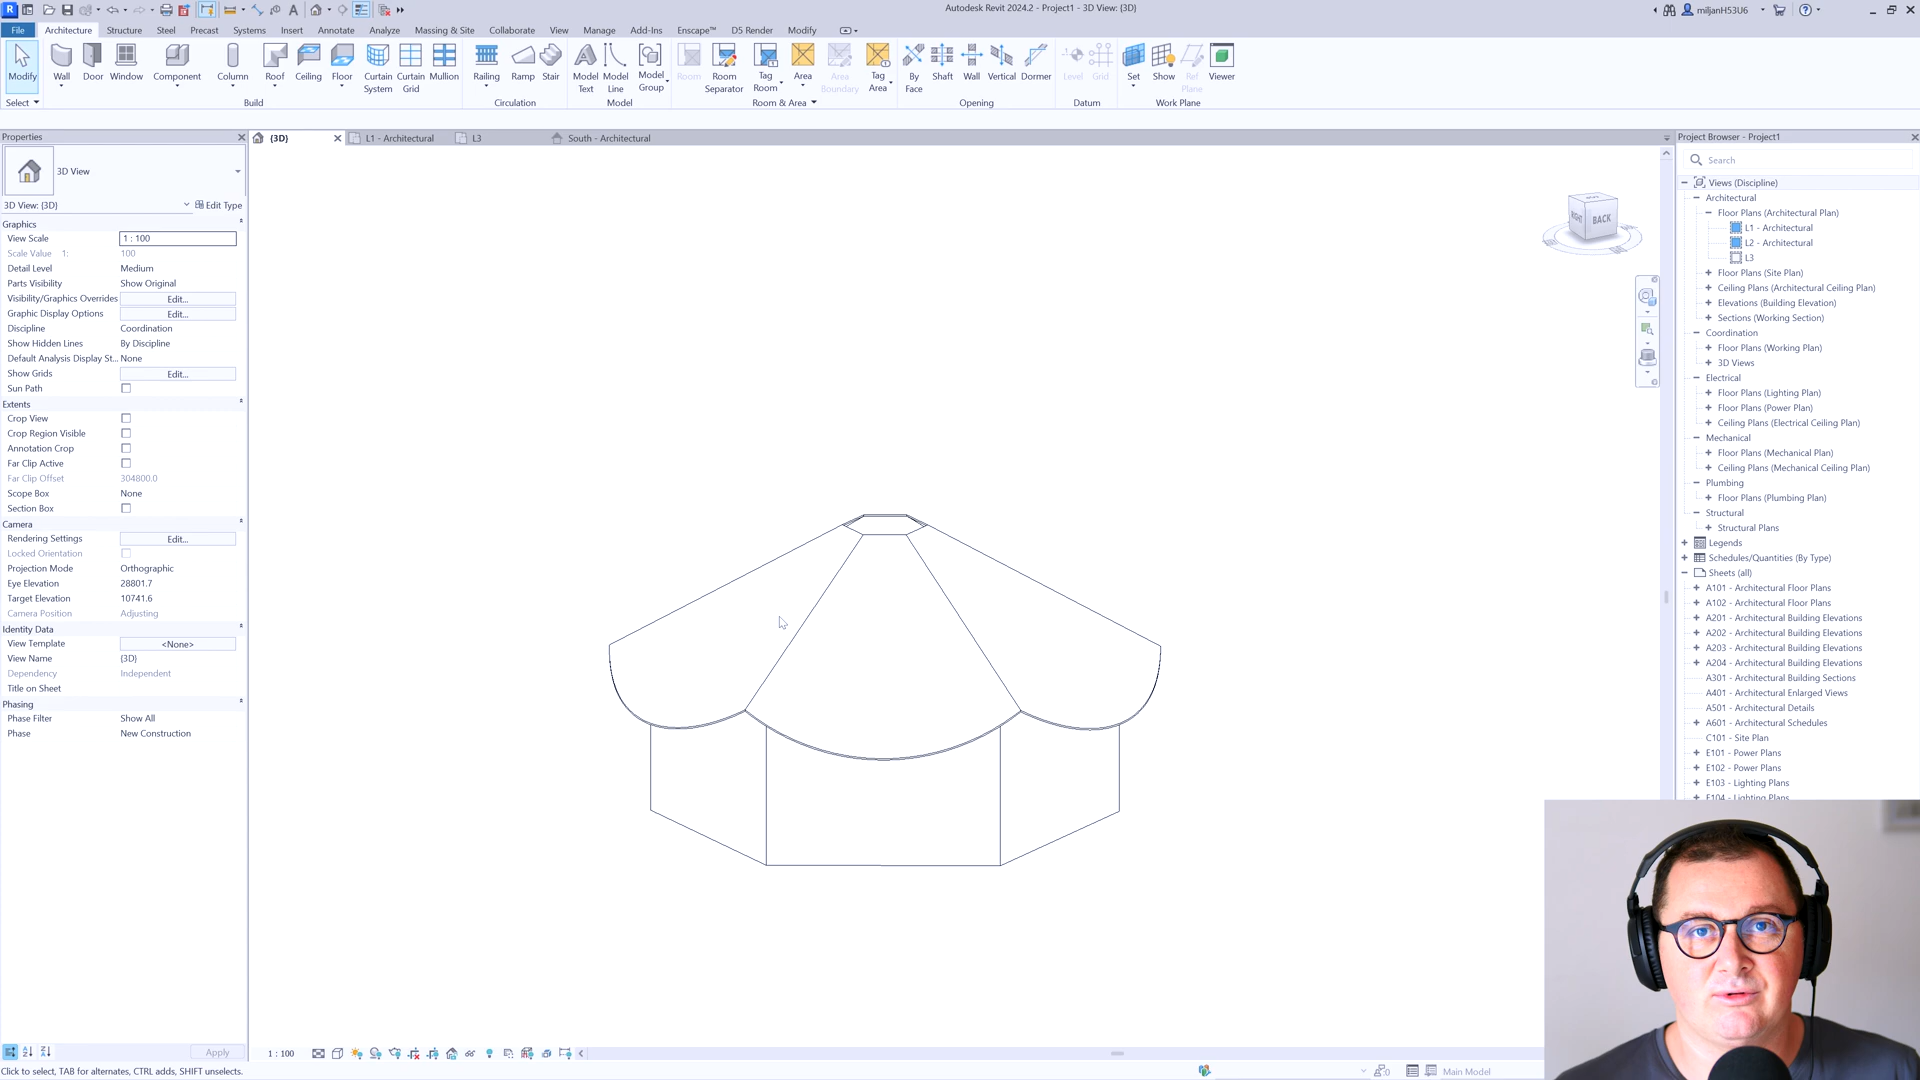 Autodesk Revit 2024.2 - Project1 - 3D View: {3D}
miljanH53U6
File
Architecture
Structure
Steel
Precast
Systems
Insert
Annotate
Analyze
Massing & Site
Collaborate
View
Manage
Add-Ins
Enscape™
D5 Render
Modify
Modify
Wall
Door
Window
Component
Column
Roof
Ceiling
Floor
Curtain System
Curtain Grid
Mullion
Railing
Ramp
Stair
Model Text
Model Line
Model Group
Room
Room Separator
Tag Room
Area
Area Boundary
Tag Area
By Face
Shaft
Wall
Vertical
Dormer
Level
Grid
Set
Show
Ref Plane
Viewer
Select
Build
Circulation
Model
Room & Area
Opening
Datum
Work Plane
Properties
3D View
3D View: {3D}
Edit Type
Graphics
View Scale
1 : 100
Scale Value 1:
100
Detail Level
Medium
Parts Visibility
Show Original
Visibility/Graphics Overrides
Edit...
Graphic Display Options
Edit...
Discipline
Coordination
Show Hidden Lines
By Discipline
Default Analysis Display St...
None
Show Grids
Edit...
Sun Path
Extents
Crop View
Crop Region Visible
Annotation Crop
Far Clip Active
Far Clip Offset
304800.0
Scope Box
None
Section Box
Camera
Rendering Settings
Edit...
Locked Orientation
Projection Mode
Orthographic
Eye Elevation
28801.7
Target Elevation
10741.6
Camera Position
Adjusting
Identity Data
View Template
<None>
View Name
{3D}
Dependency
Independent
Title on Sheet
Phasing
Phase Filter
Show All
Phase
New Construction
Apply
{3D}
L1 - Architectural
L3
South - Architectural
RIGHT
BACK
Project Browser - Project1
Search
Views (Discipline)
Architectural
Floor Plans (Architectural Plan)
L1 - Architectural
L2 - Architectural
L3
Floor Plans (Site Plan)
Ceiling Plans (Architectural Ceiling Plan)
Elevations (Building Elevation)
Sections (Working Section)
Coordination
Floor Plans (Working Plan)
3D Views
Electrical
Floor Plans (Lighting Plan)
Floor Plans (Power Plan)
Ceiling Plans (Electrical Ceiling Plan)
Mechanical
Floor Plans (Mechanical Plan)
Ceiling Plans (Mechanical Ceiling Plan)
Plumbing
Floor Plans (Plumbing Plan)
Structural
Structural Plans
Legends
Schedules/Quantities (By Type)
Sheets (all)
A101 - Architectural Floor Plans
A102 - Architectural Floor Plans
A201 - Architectural Building Elevations
A202 - Architectural Building Elevations
A203 - Architectural Building Elevations
A204 - Architectural Building Elevations
A301 - Architectural Building Sections
A401 - Architectural Enlarged Views
A501 - Architectural Details
A601 - Architectural Schedules
C101 - Site Plan
E101 - Power Plans
E102 - Power Plans
E103 - Lighting Plans
E104 - Lighting Plans
1 : 100
Click to select, TAB for alternates, CTRL adds, SHIFT unselects.
:0
Main Model